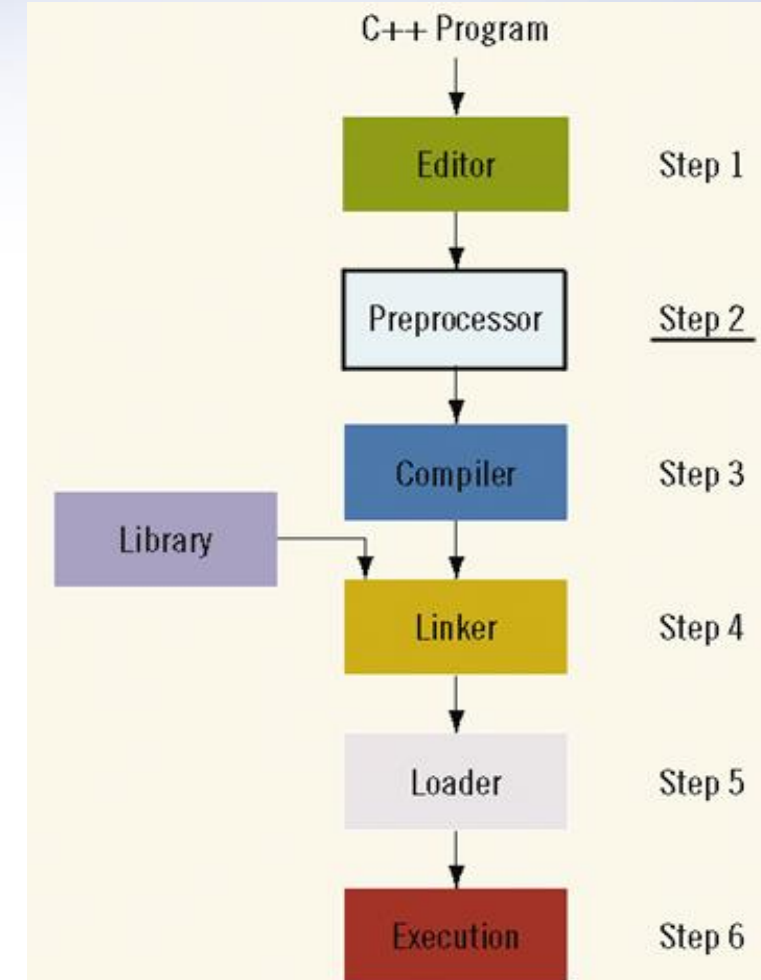 C++ Program
Editor Step 1
Preprocessor Step 2
Compiler Step 3
Library
Linker Step 4
Loader Step 5
Execution Step 6